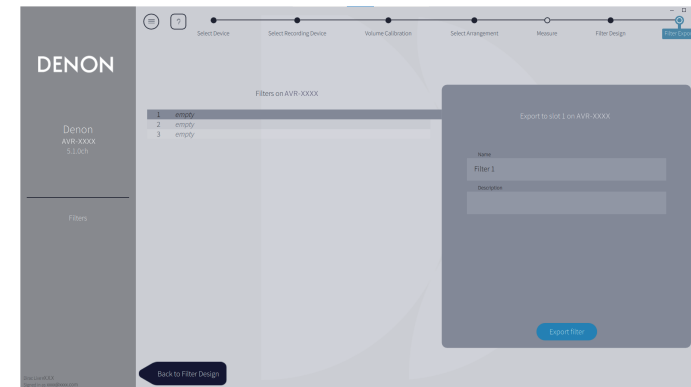 ?
Select Device
Select Recording Device
Volume Calibration
Select Arrangement
Measure
Filter Design
Filter Expor
DENON
Denon
AVR-XXXX
5.1.0ch
Filters
Filters on AVR-XXXX
1 empty
2 empty
3 empty
Export to slot 1 on AVR-XXXX
Name
Filter 1
Description
Export filter
Back to Filter Design